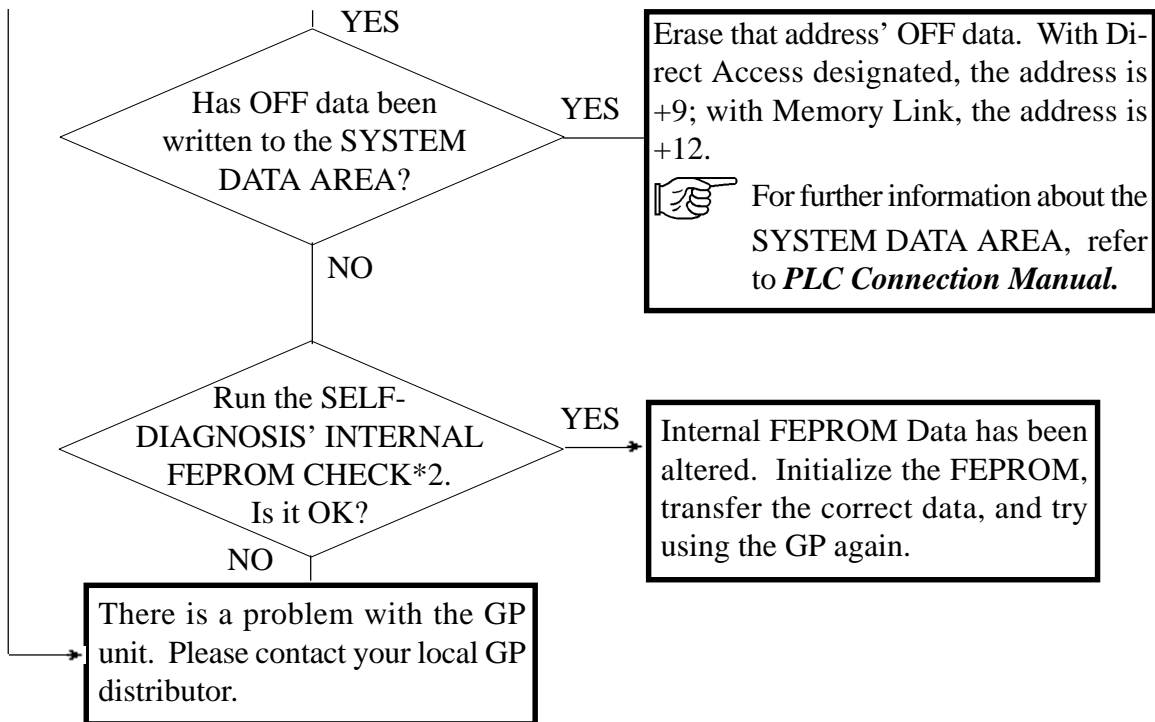 YES
Has OFF data been
written to the SYSTEM
DATA AREA?
YES
Erase that address’ OFF data. With Di-
rect Access designated, the address is
+9; with Memory Link, the address is
+12.
For further information about the
SYSTEM DATA AREA, refer
to PLC Connection Manual.
NO
Run the SELF-
DIAGNOSIS’ INTERNAL
FEPROM CHECK*2.
Is it OK?
YES
Internal FEPROM Data has been
altered. Initialize the FEPROM,
transfer the correct data, and try
using the GP again.
NO
There is a problem with the GP
unit. Please contact your local GP
distributor.